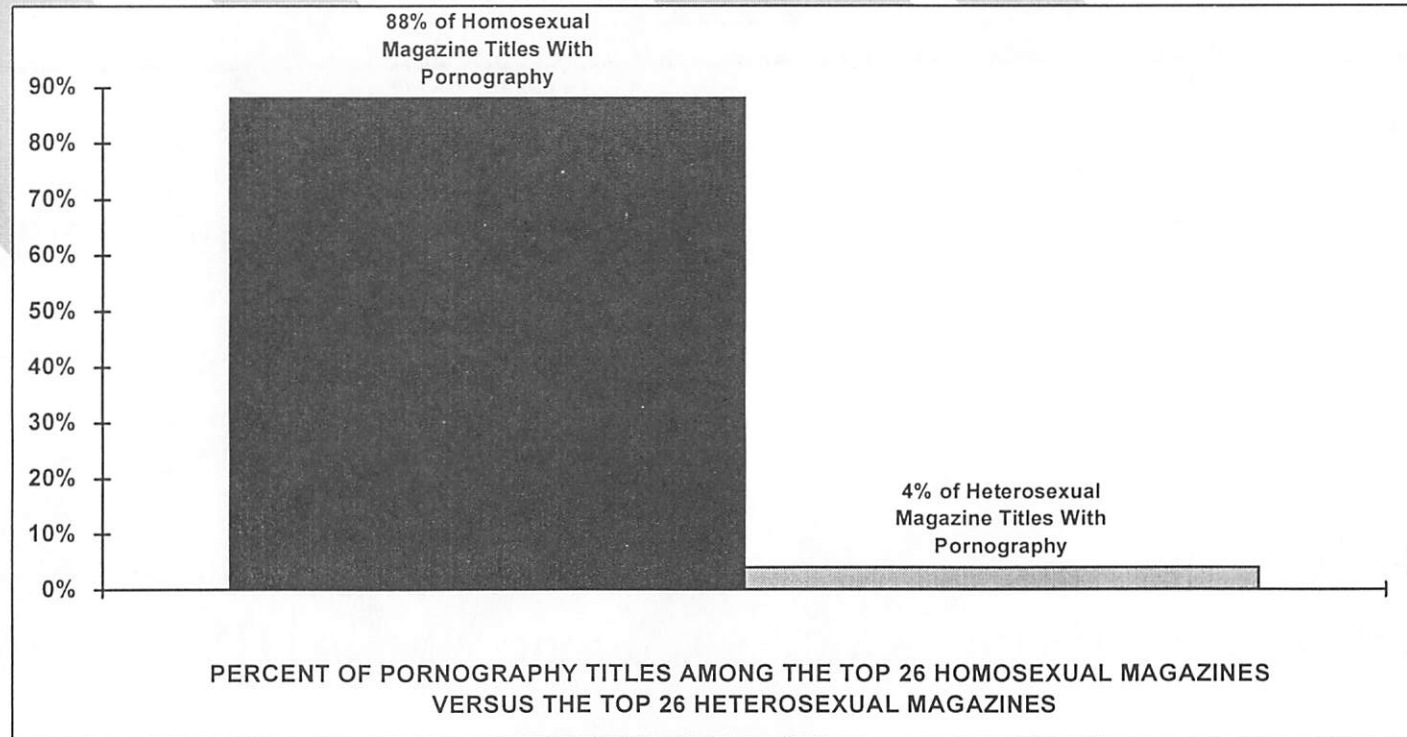 88% of Homosexual
Magazine Titles With
Pornography
90%
80%
70%
60%
50%
40%
30%
20%
10%
0%
4% of Heterosexual
Magazine Titles With
Pornography
PERCENT OF PORNOGRAPHY TITLES AMONG THE TOP 26 HOMOSEXUAL MAGAZINES
VERSUS THE TOP 26 HETEROSEXUAL MAGAZINES